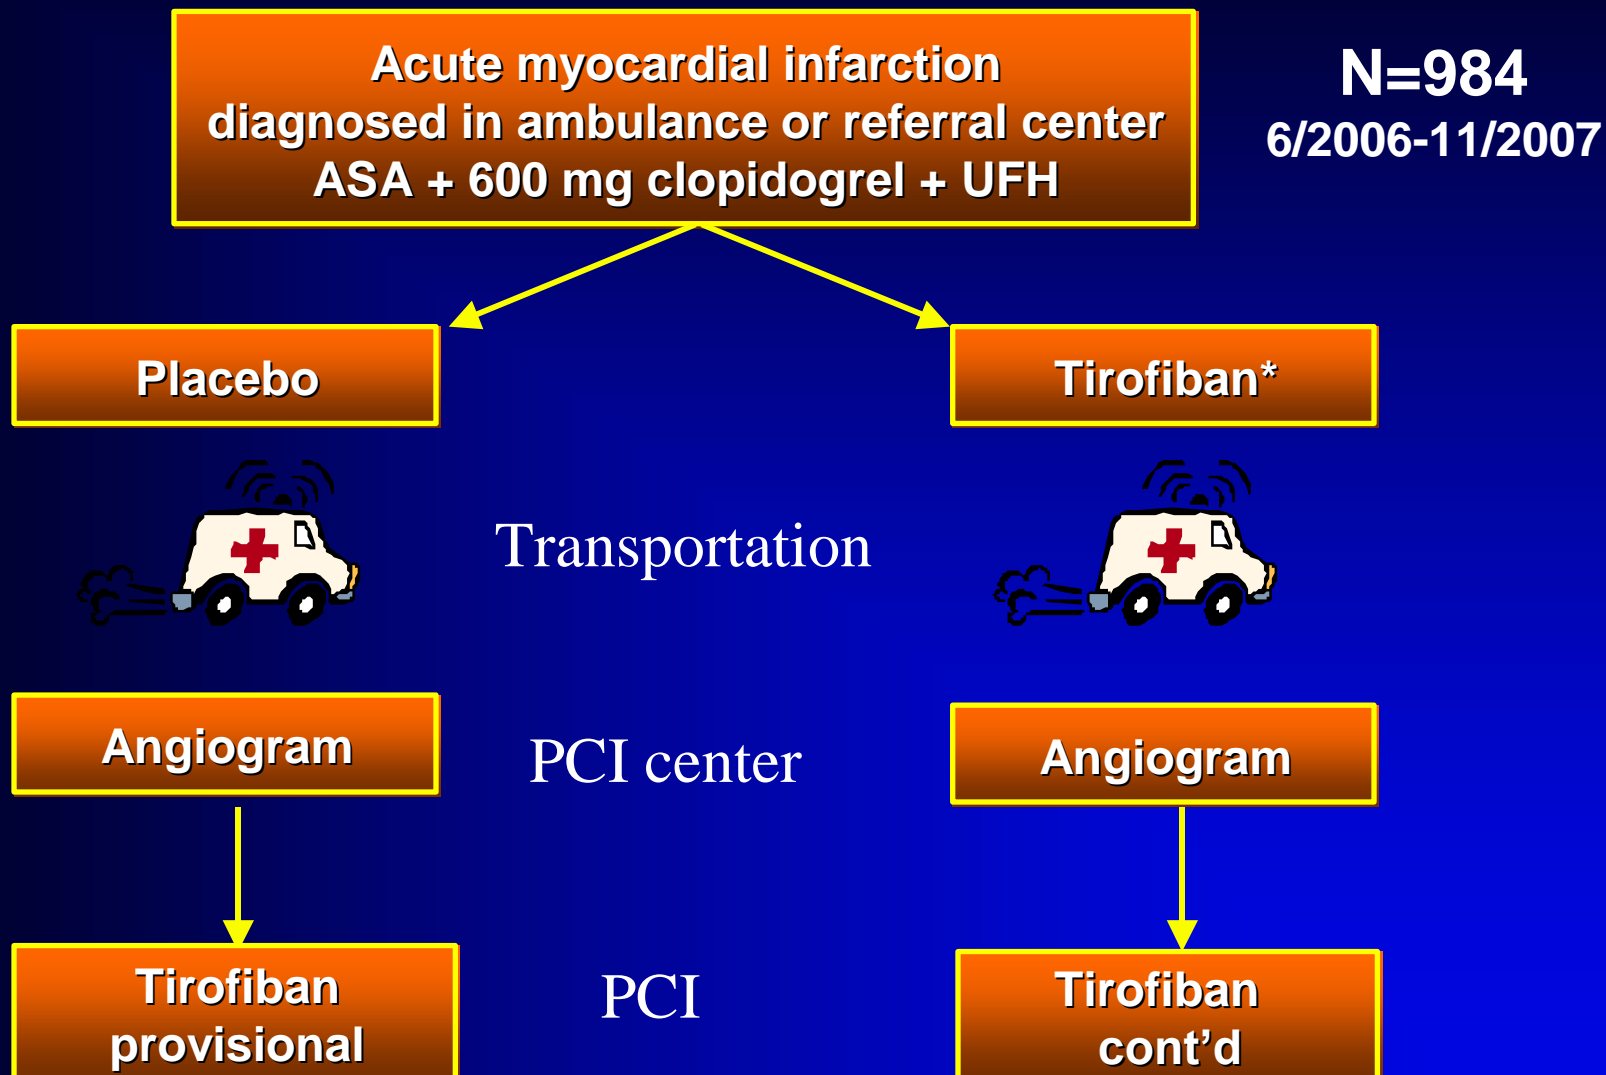 Acute myocardial infarction
diagnosed in ambulance or referral center
ASA + 600 mg clopidogrel + UFH
N=984
6/2006-11/2007
Placebo
Tirofiban*
Transportation
Angiogram
PCI center
Angiogram
Tirofiban
provisional
PCI
Tirofiban
cont’d